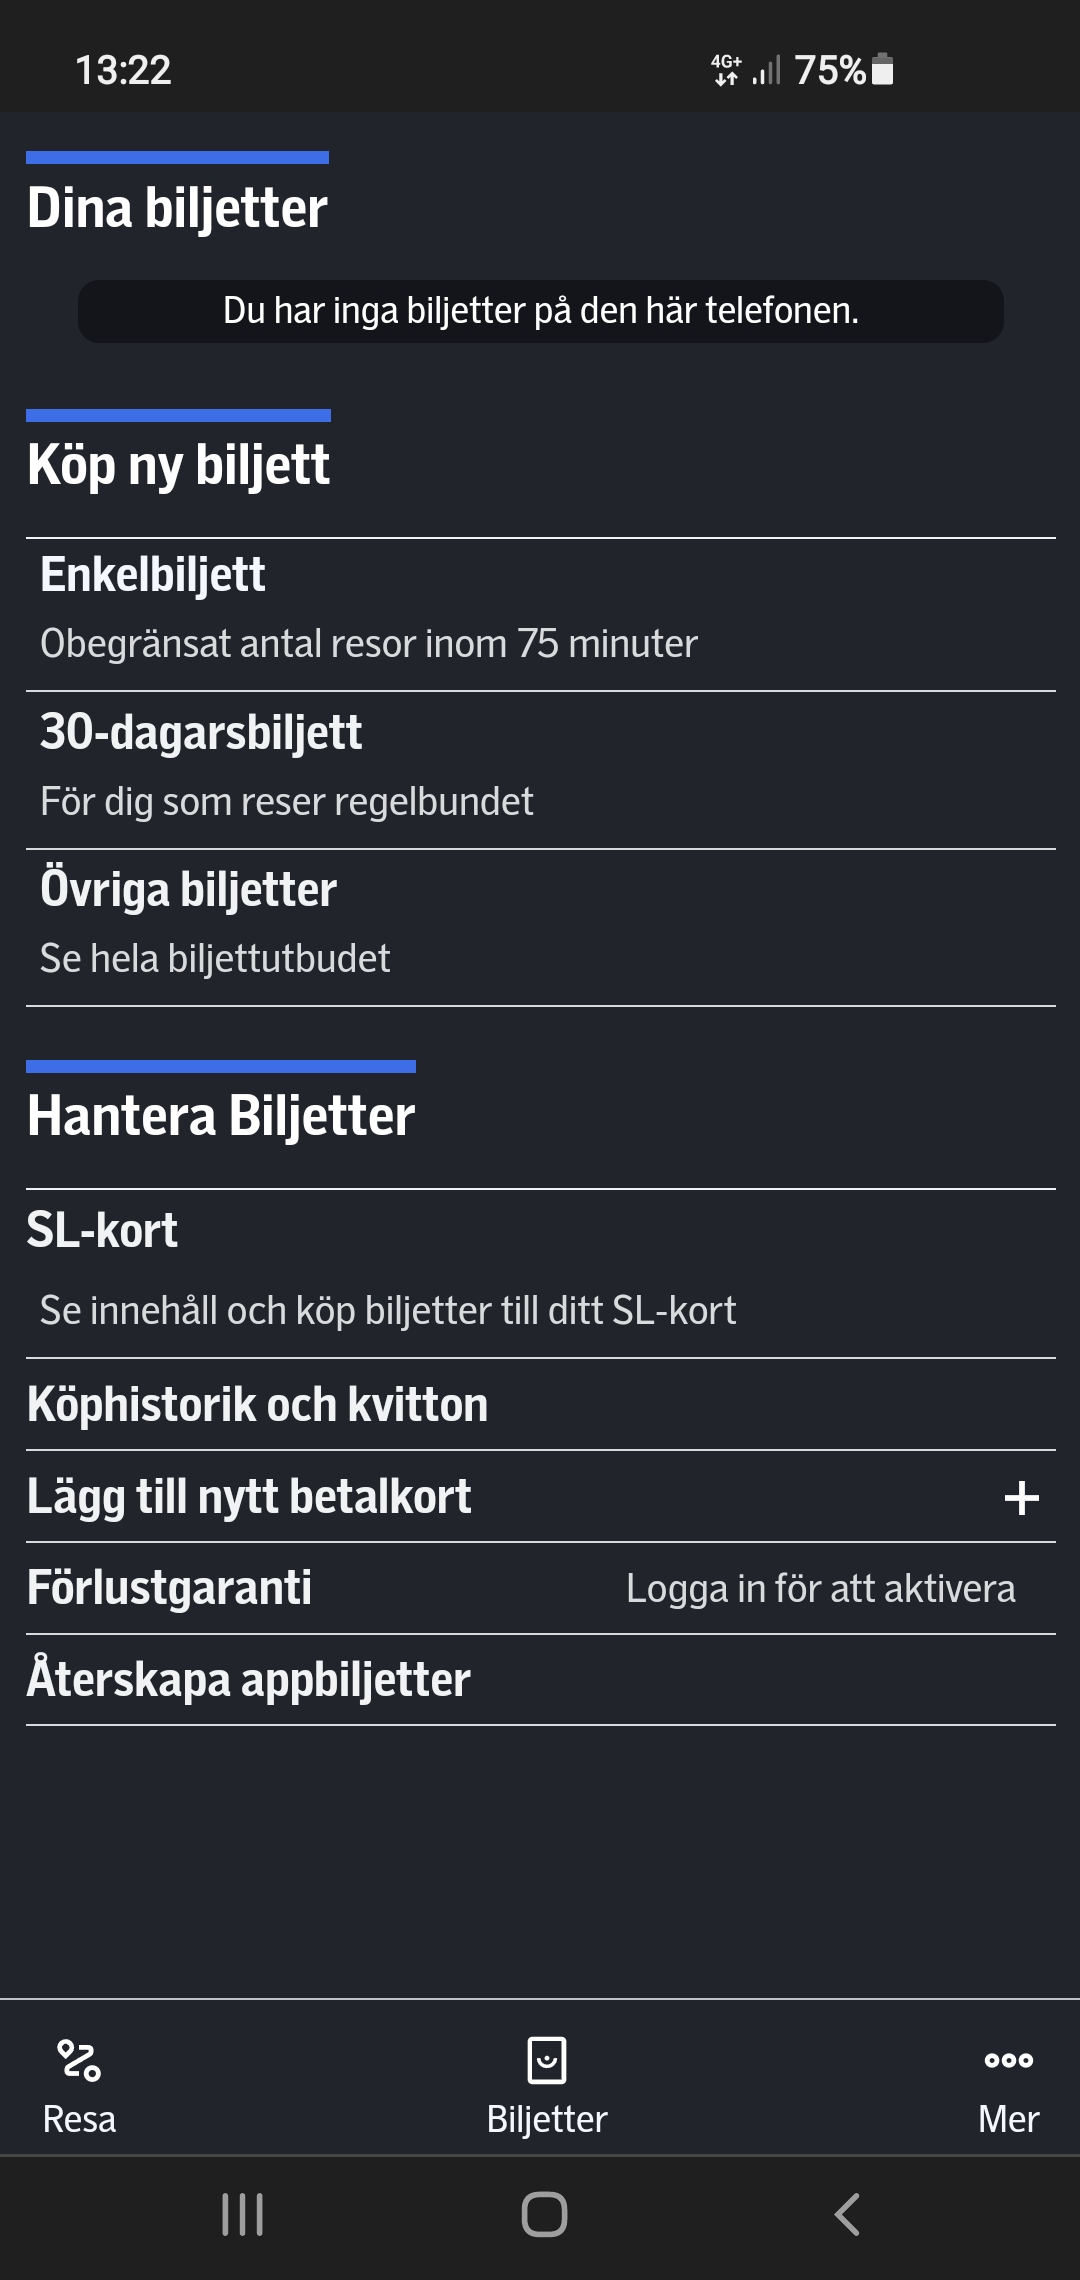 13:22
4G+
75%
Dina biljetter
Du har inga biljetter på den här telefonen.
Köp ny biljett
Enkelbiljett
Obegränsat antal resor inom 75 minuter
30-dagarsbiljett
För dig som reser regelbundet
Övriga biljetter
Se hela biljettutbudet
Hantera Biljetter
SL-kort
Se innehåll och köp biljetter till ditt SL-kort
Köphistorik och kvitton
Lägg till nytt betalkort
Förlustgaranti
Logga in för att aktivera
Återskapa appbiljetter
Resa
Biljetter
Mer